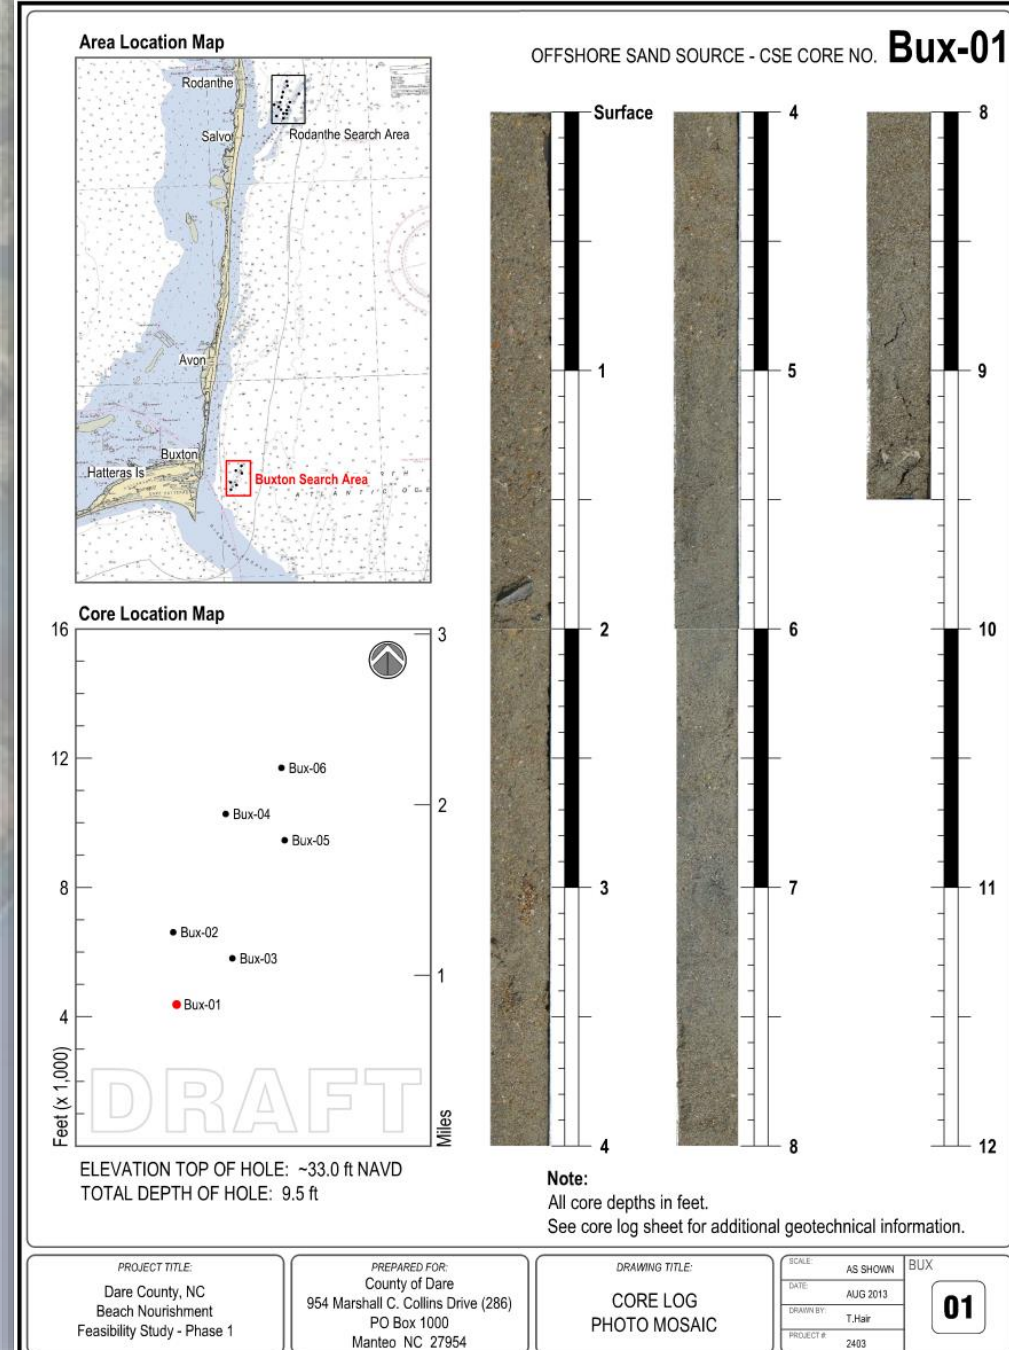 Area Location Map
OFFSHORE SAND SOURCE - CSE CORE NO. Bux-01
Rodanthe
Rodanthe Search Area
Salvo
Avon
Buxton
Hatteras Is
Buxton Search Area
ATLANTIC OCE
Surface
1
2
3
4
4
5
6
7
8
8
9
10
11
12
Core Location Map
16
12
8
4
Feet (x 1,000)
3
2
1
Miles
Bux-06
Bux-04
Bux-05
Bux-02
Bux-03
Bux-01
DRAFT
ELEVATION TOP OF HOLE: ~33.0 ft NAVD
TOTAL DEPTH OF HOLE: 9.5 ft
Note:
All core depths in feet.
See core log sheet for additional geotechnical information.
PROJECT TITLE:
Dare County, NC
Beach Nourishment
Feasibility Study - Phase 1
PREPARED FOR:
County of Dare
954 Marshall C. Collins Drive (286)
PO Box 1000
Manteo NC 27954
DRAWING TITLE:
CORE LOG
PHOTO MOSAIC
SCALE: AS SHOWN
DATE: AUG 2013
DRAWN BY: T.Hair
PROJECT #: 2403
BUX
01